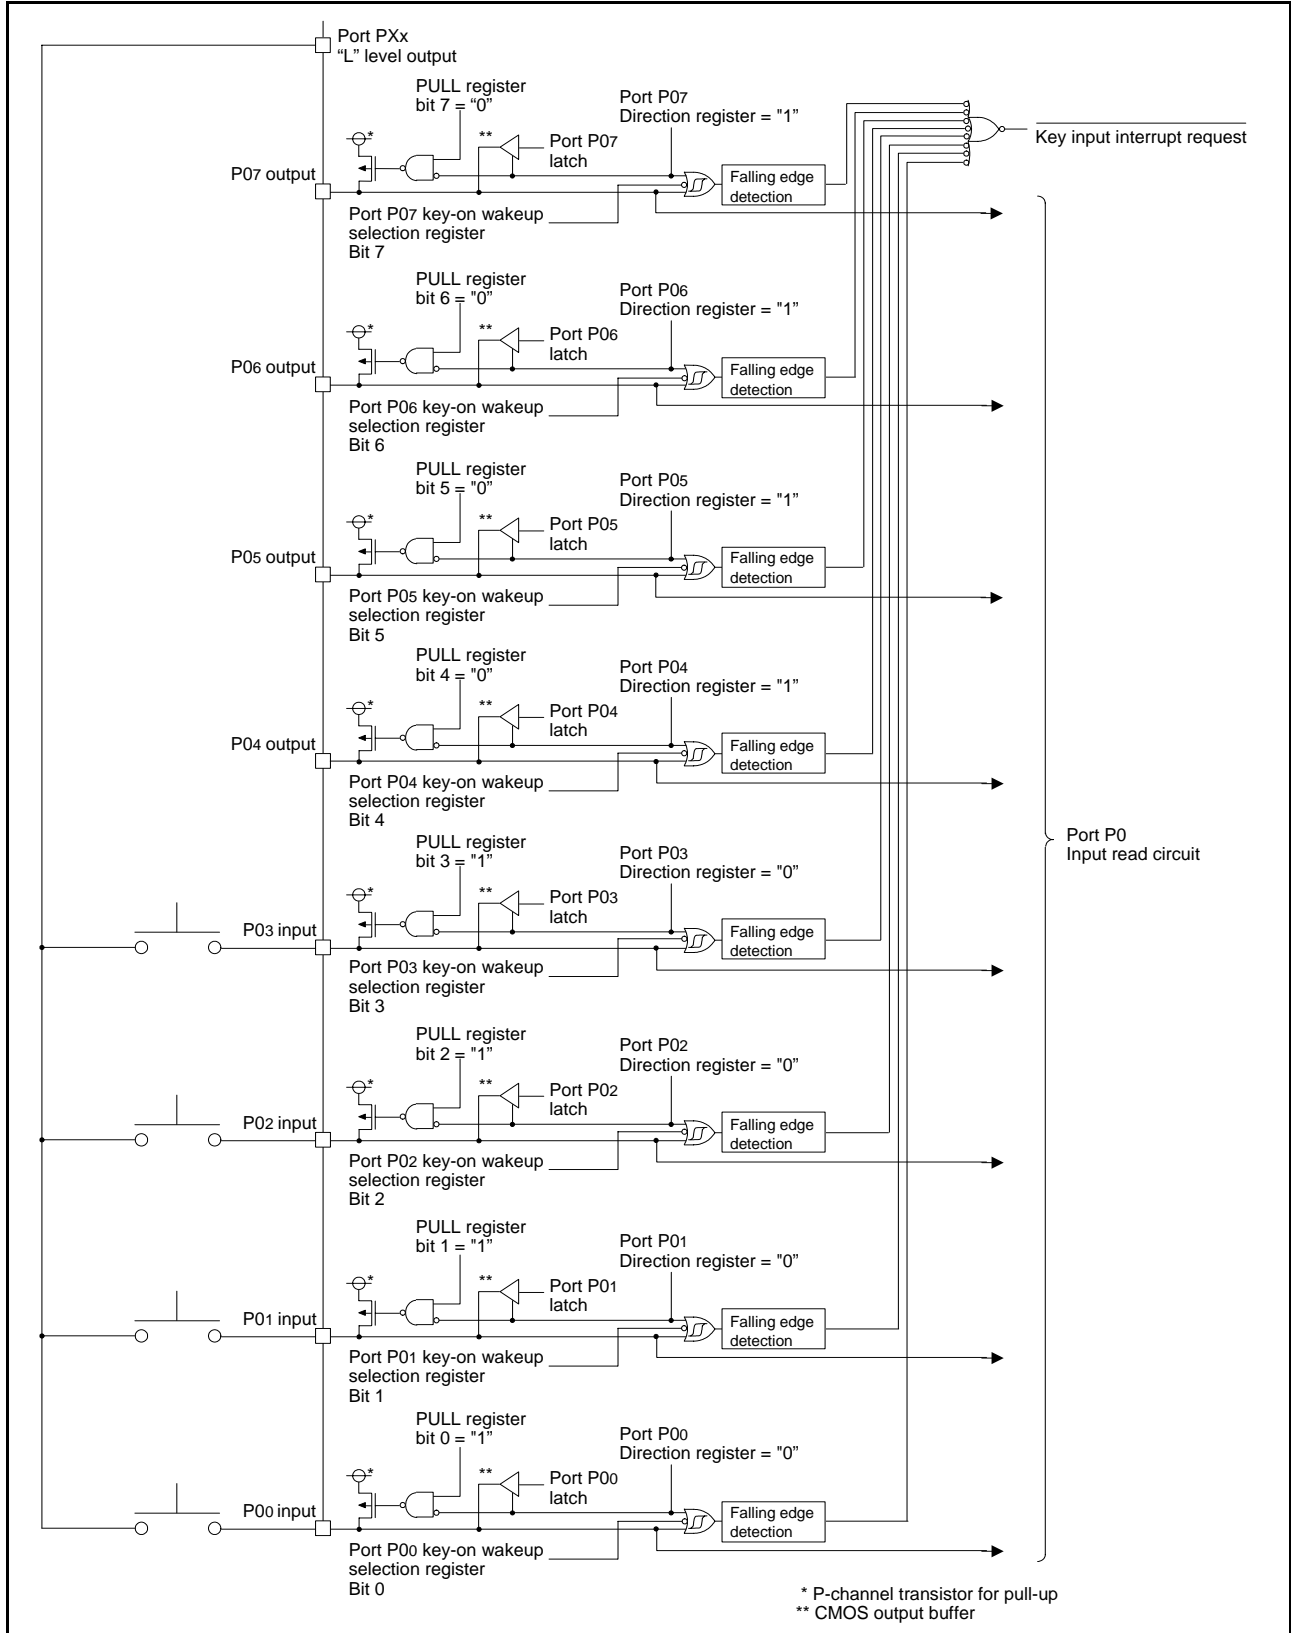 Port PXx
“L” level output
PULL register
bit 7 = “0”
Port P07
Direction register = "1”
**
Port P07
latch
*
P07 output
Falling edge
detection
Key input interrupt request
Port P07 key-on wakeup
selection register
Bit 7
PULL register
bit 6 = "0”
Port P06
Direction register = "1”
*
**
Port P06
latch
P06 output
Falling edge
detection
Port P06 key-on wakeup
selection register
Bit 6
PULL register
bit 5 = "0”
Port P05
Direction register = "1”
*
**
Port P05
latch
P05 output
Falling edge
detection
Port P05 key-on wakeup
selection register
Bit 5
PULL register
bit 4 = "0”
Port P04
Direction register = "1”
*
**
Port P04
latch
P04 output
Falling edge
detection
Port P04 key-on wakeup
selection register
Bit 4
PULL register
bit 3 = "1”
Port P03
Direction register = "0”
Port P0
Input read circuit
*
**
Port P03
latch
P03 input
Falling edge
detection
Port P03 key-on wakeup
selection register
Bit 3
PULL register
bit 2 = "1”
Port P02
Direction register = "0”
*
**
Port P02
latch
P02 input
Falling edge
detection
Port P02 key-on wakeup
selection register
Bit 2
PULL register
bit 1 = "1”
Port P01
Direction register = "0”
*
**
Port P01
latch
P01 input
Falling edge
detection
Port P01 key-on wakeup
selection register
Bit 1
PULL register
bit 0 = "1”
Port P00
Direction register = "0”
*
**
Port P00
latch
P00 input
Falling edge
detection
Port P00 key-on wakeup
selection register
Bit 0
* P-channel transistor for pull-up
** CMOS output buffer